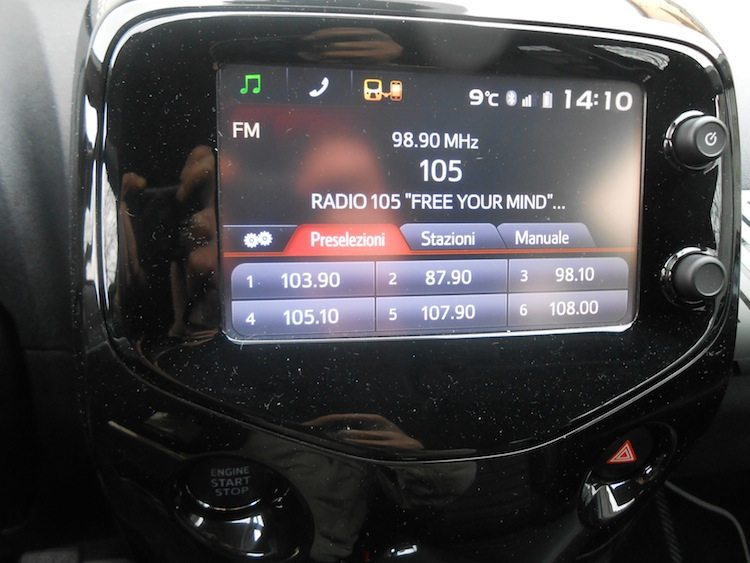 9°C 14:10
FM
98.90 MHz
105
RADIO 105 "FREE YOUR MIND"...
Preselezioni Stazioni Manuale
1 103.90 2 87.90 3 98.10
4 105.10 5 107.90 6 108.00
ENGINE
START
STOP